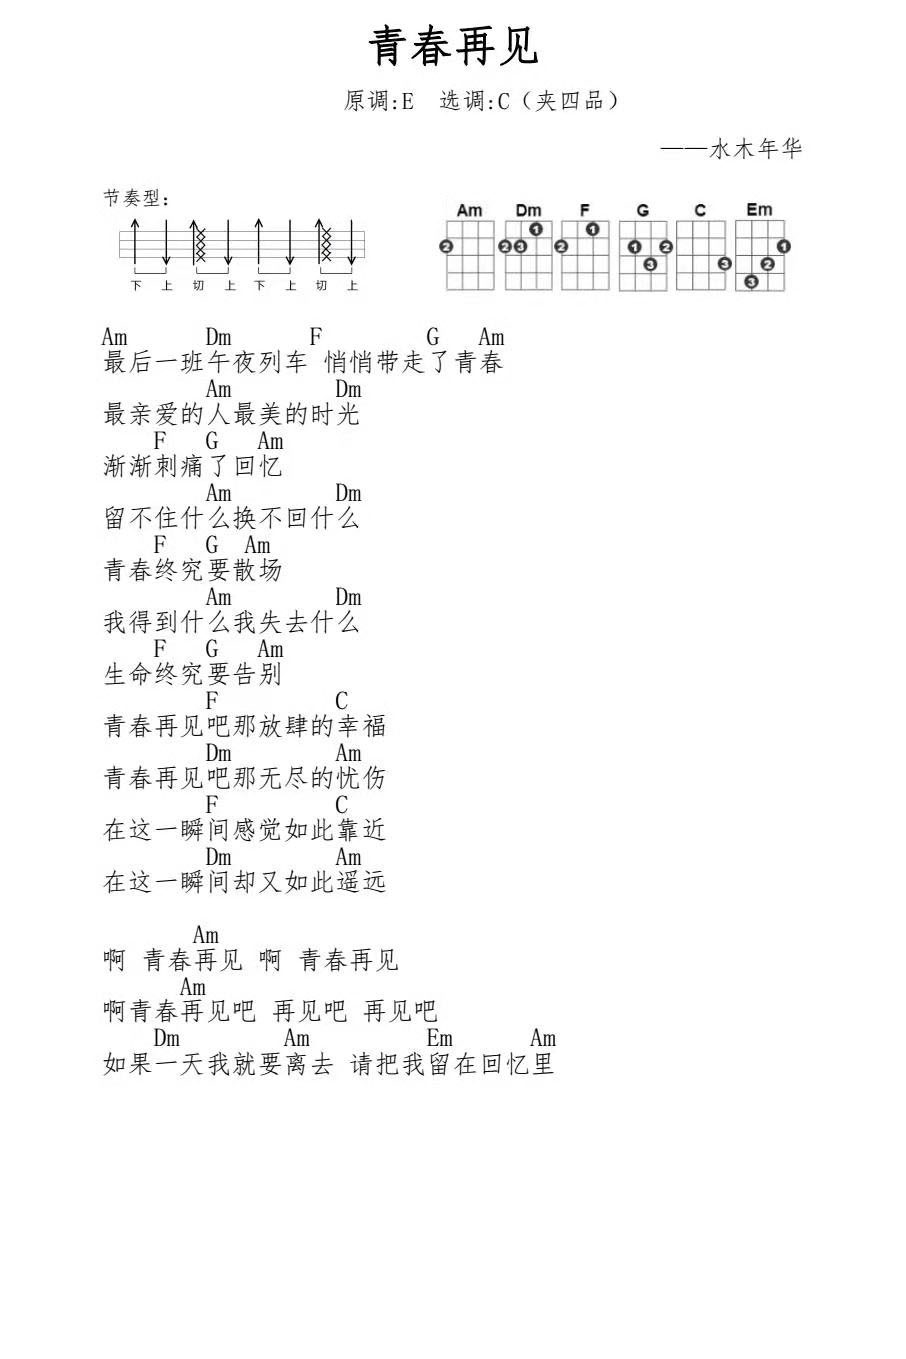 青春再见
原调:E 选调:C（夹四品）
——水木年华
节奏型:
下 上 切 上 下 上 切 上
Am Dm F G C Em
2 2 3 1 2 1 1 2 3 3 1 2 3
Am Dm F G Am
最后一班午夜列车 悄悄带走了青春
Am Dm
最亲爱的人最美的时光
F G Am
渐渐刺痛了回忆
Am Dm
留不住什么换不回什么
F G Am
青春终究要散场
Am Dm
我得到什么我失去什么
F G Am
生命终究要告别
F C
青春再见吧那放肆的幸福
Dm Am
青春再见吧那无尽的忧伤
F C
在这一瞬间感觉如此靠近
Dm Am
在这一瞬间却又如此遥远
Am
啊 青春再见 啊 青春再见
Am
啊青春再见吧 再见吧 再见吧
Dm Am Em Am
如果一天我就要离去 请把我留在回忆里